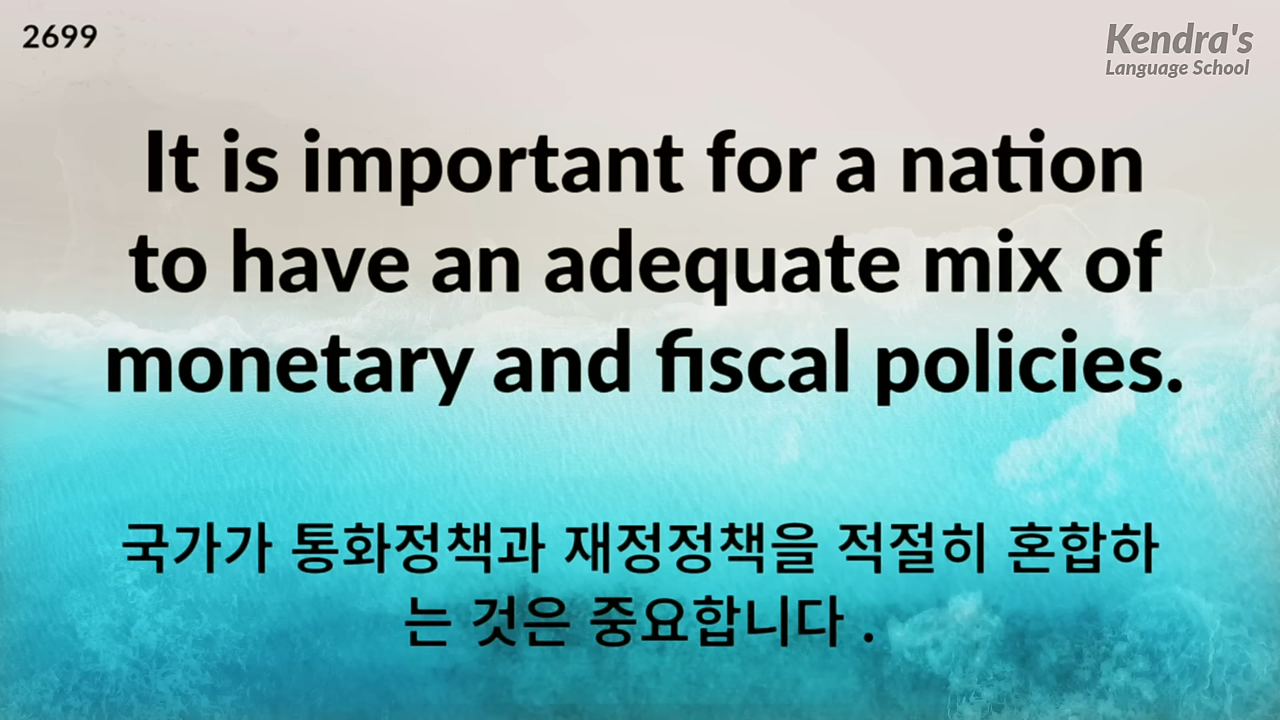 2699
Kendra's
Language School
It is important for a nation
to have an adequate mix of
monetary and fiscal policies.
국가가 통화정책과 재정정책을 적절히 혼합하
는 것은 중요합니다 .